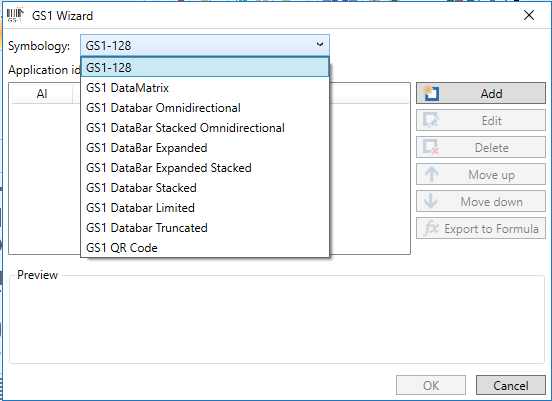 GS1 Wizard
Symbology: GS1-128
GS1-128
Application id
AI
GS1 DataMatrix
GS1 Databar Omnidirectional
GS1 DataBar Stacked Omnidirectional
GS1 DataBar Expanded
GS1 DataBar Expanded Stacked
GS1 Databar Stacked
GS1 Databar Limited
GS1 Databar Truncated
GS1 QR Code
Add
Edit
Delete
Move up
Move down
fx Export to Formula
Preview
OK
Cancel